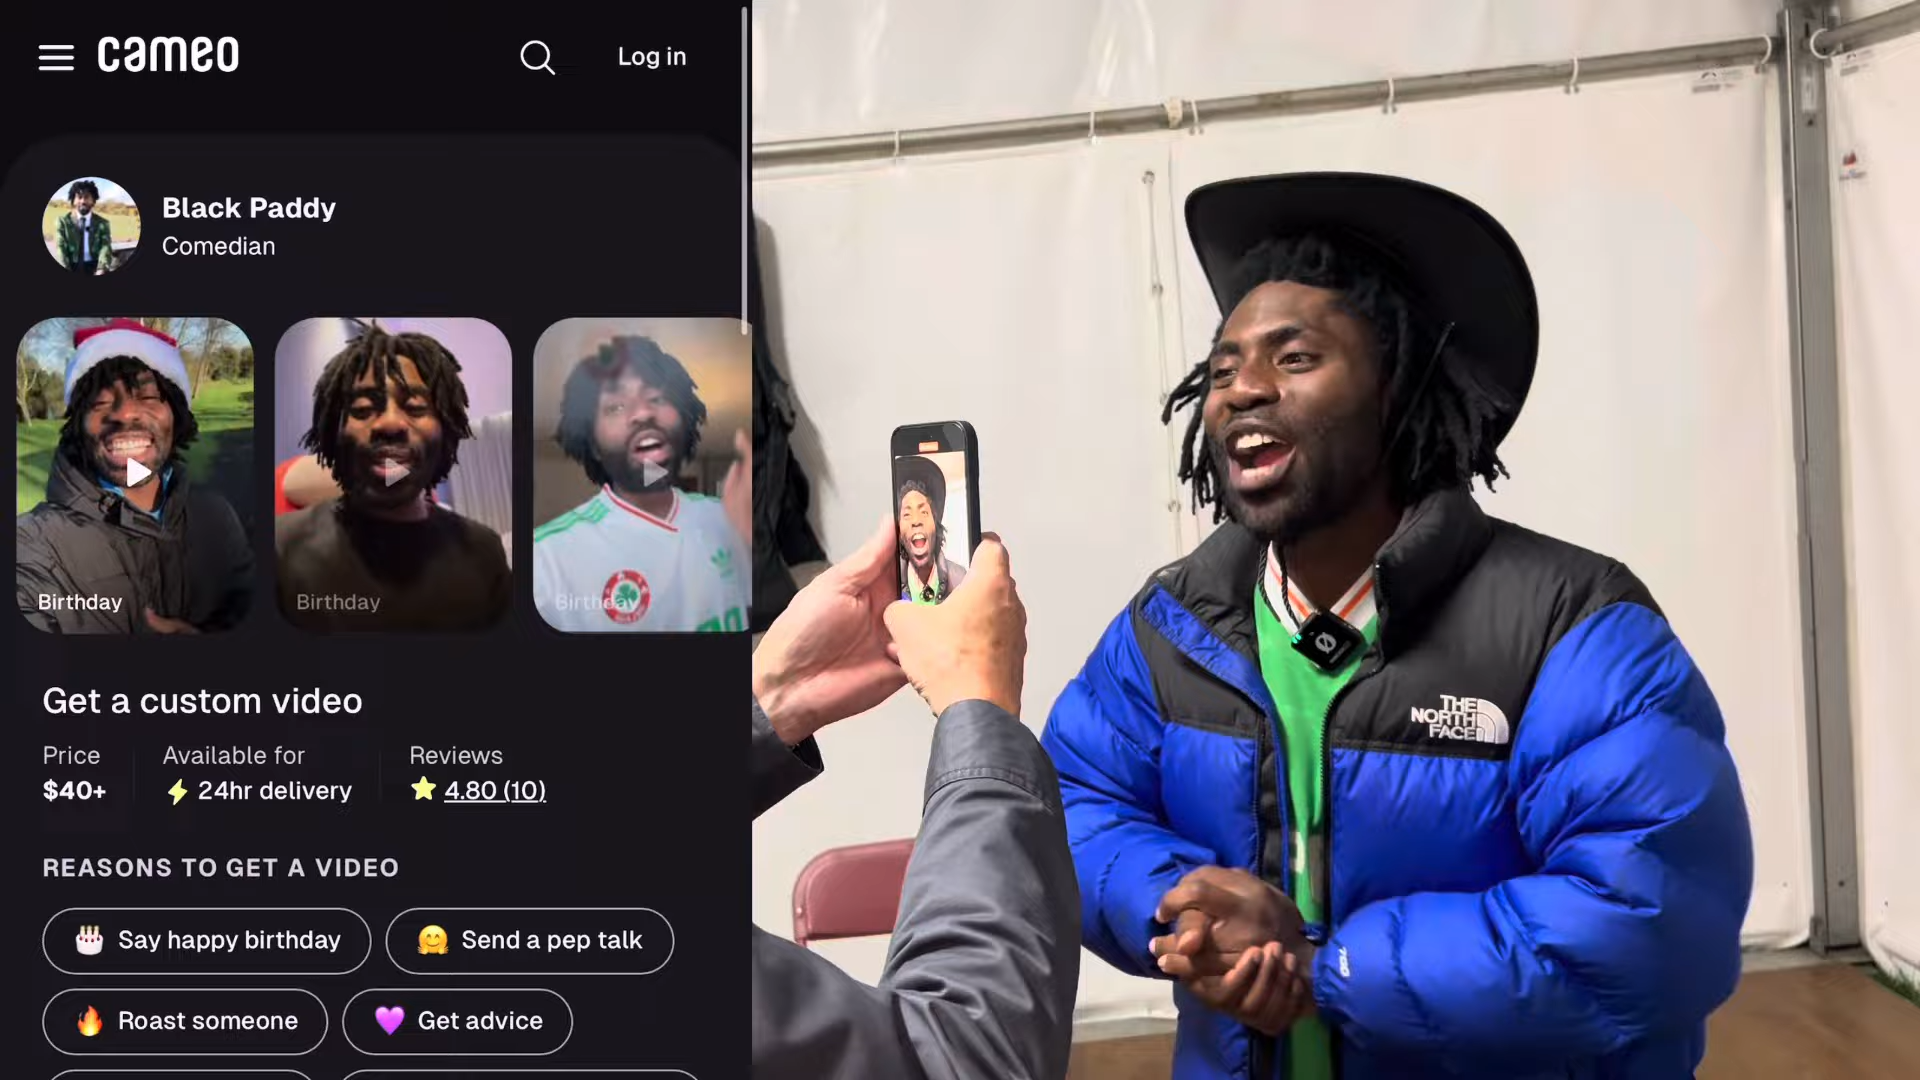 cameo
Log in
Black Paddy
Comedian
Birthday
Birthday
Birthday
Get a custom video
Price
$40+
Available for
24hr delivery
Reviews
4.80 (10)
REASONS TO GET A VIDEO
Say happy birthday
Send a pep talk
Roast someone
Get advice
THE
NORTH
FACE
700